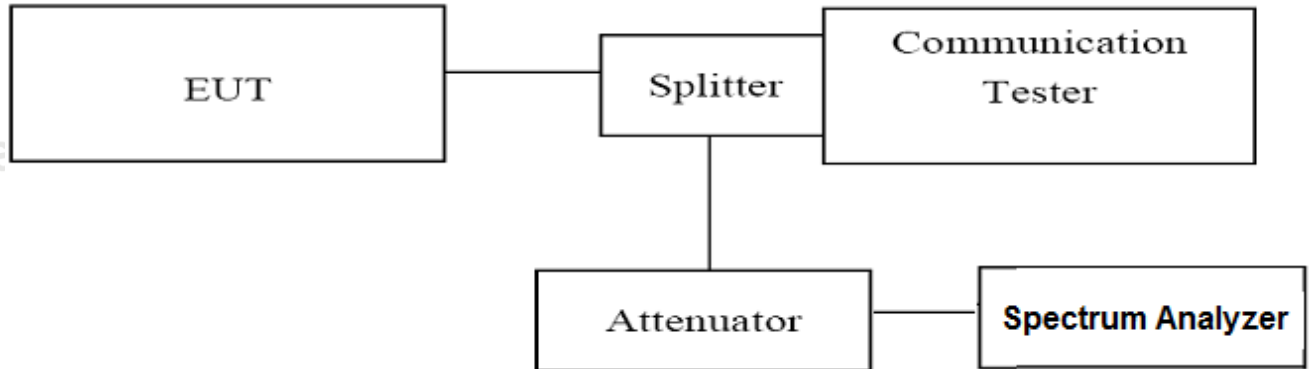 EUT
Splitter
Communication
Tester
Attenuator
Spectrum Analyzer